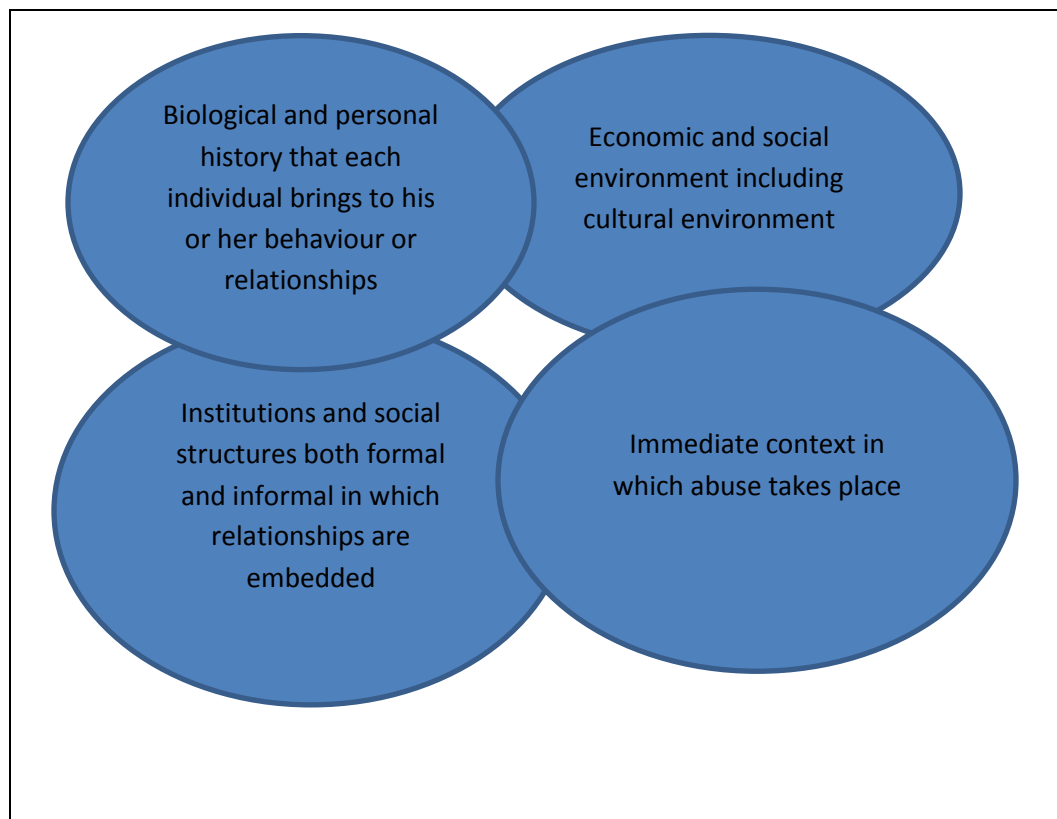 Biological and personal
history that each
individual brings to his
or her behaviour or
relationships
Economic and social
environment including
cultural environment
Institutions and social
structures both formal
and informal in which
relationships are
embedded
Immediate context in
which abuse takes place